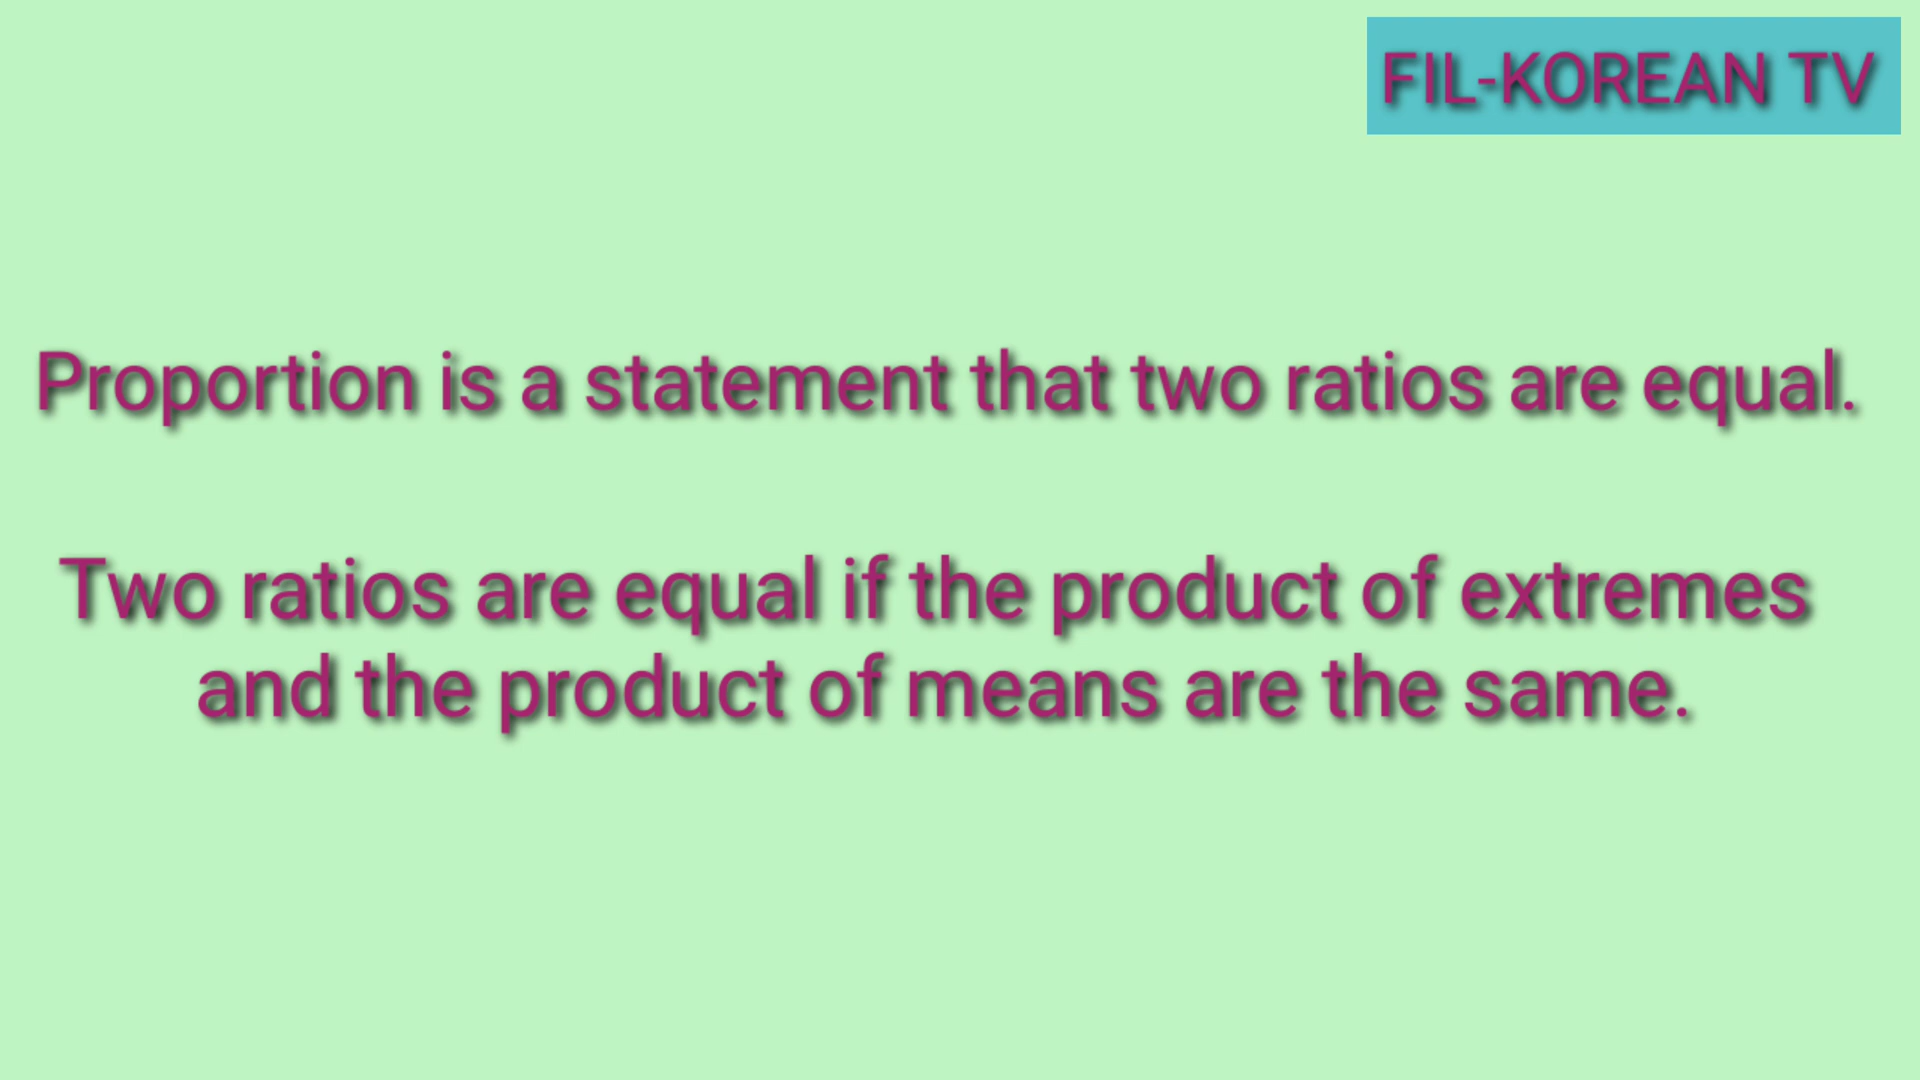 FIL-KOREAN TV
Proportion is a statement that two ratios are equal.
Two ratios are equal if the product of extremes
and the product of means are the same.